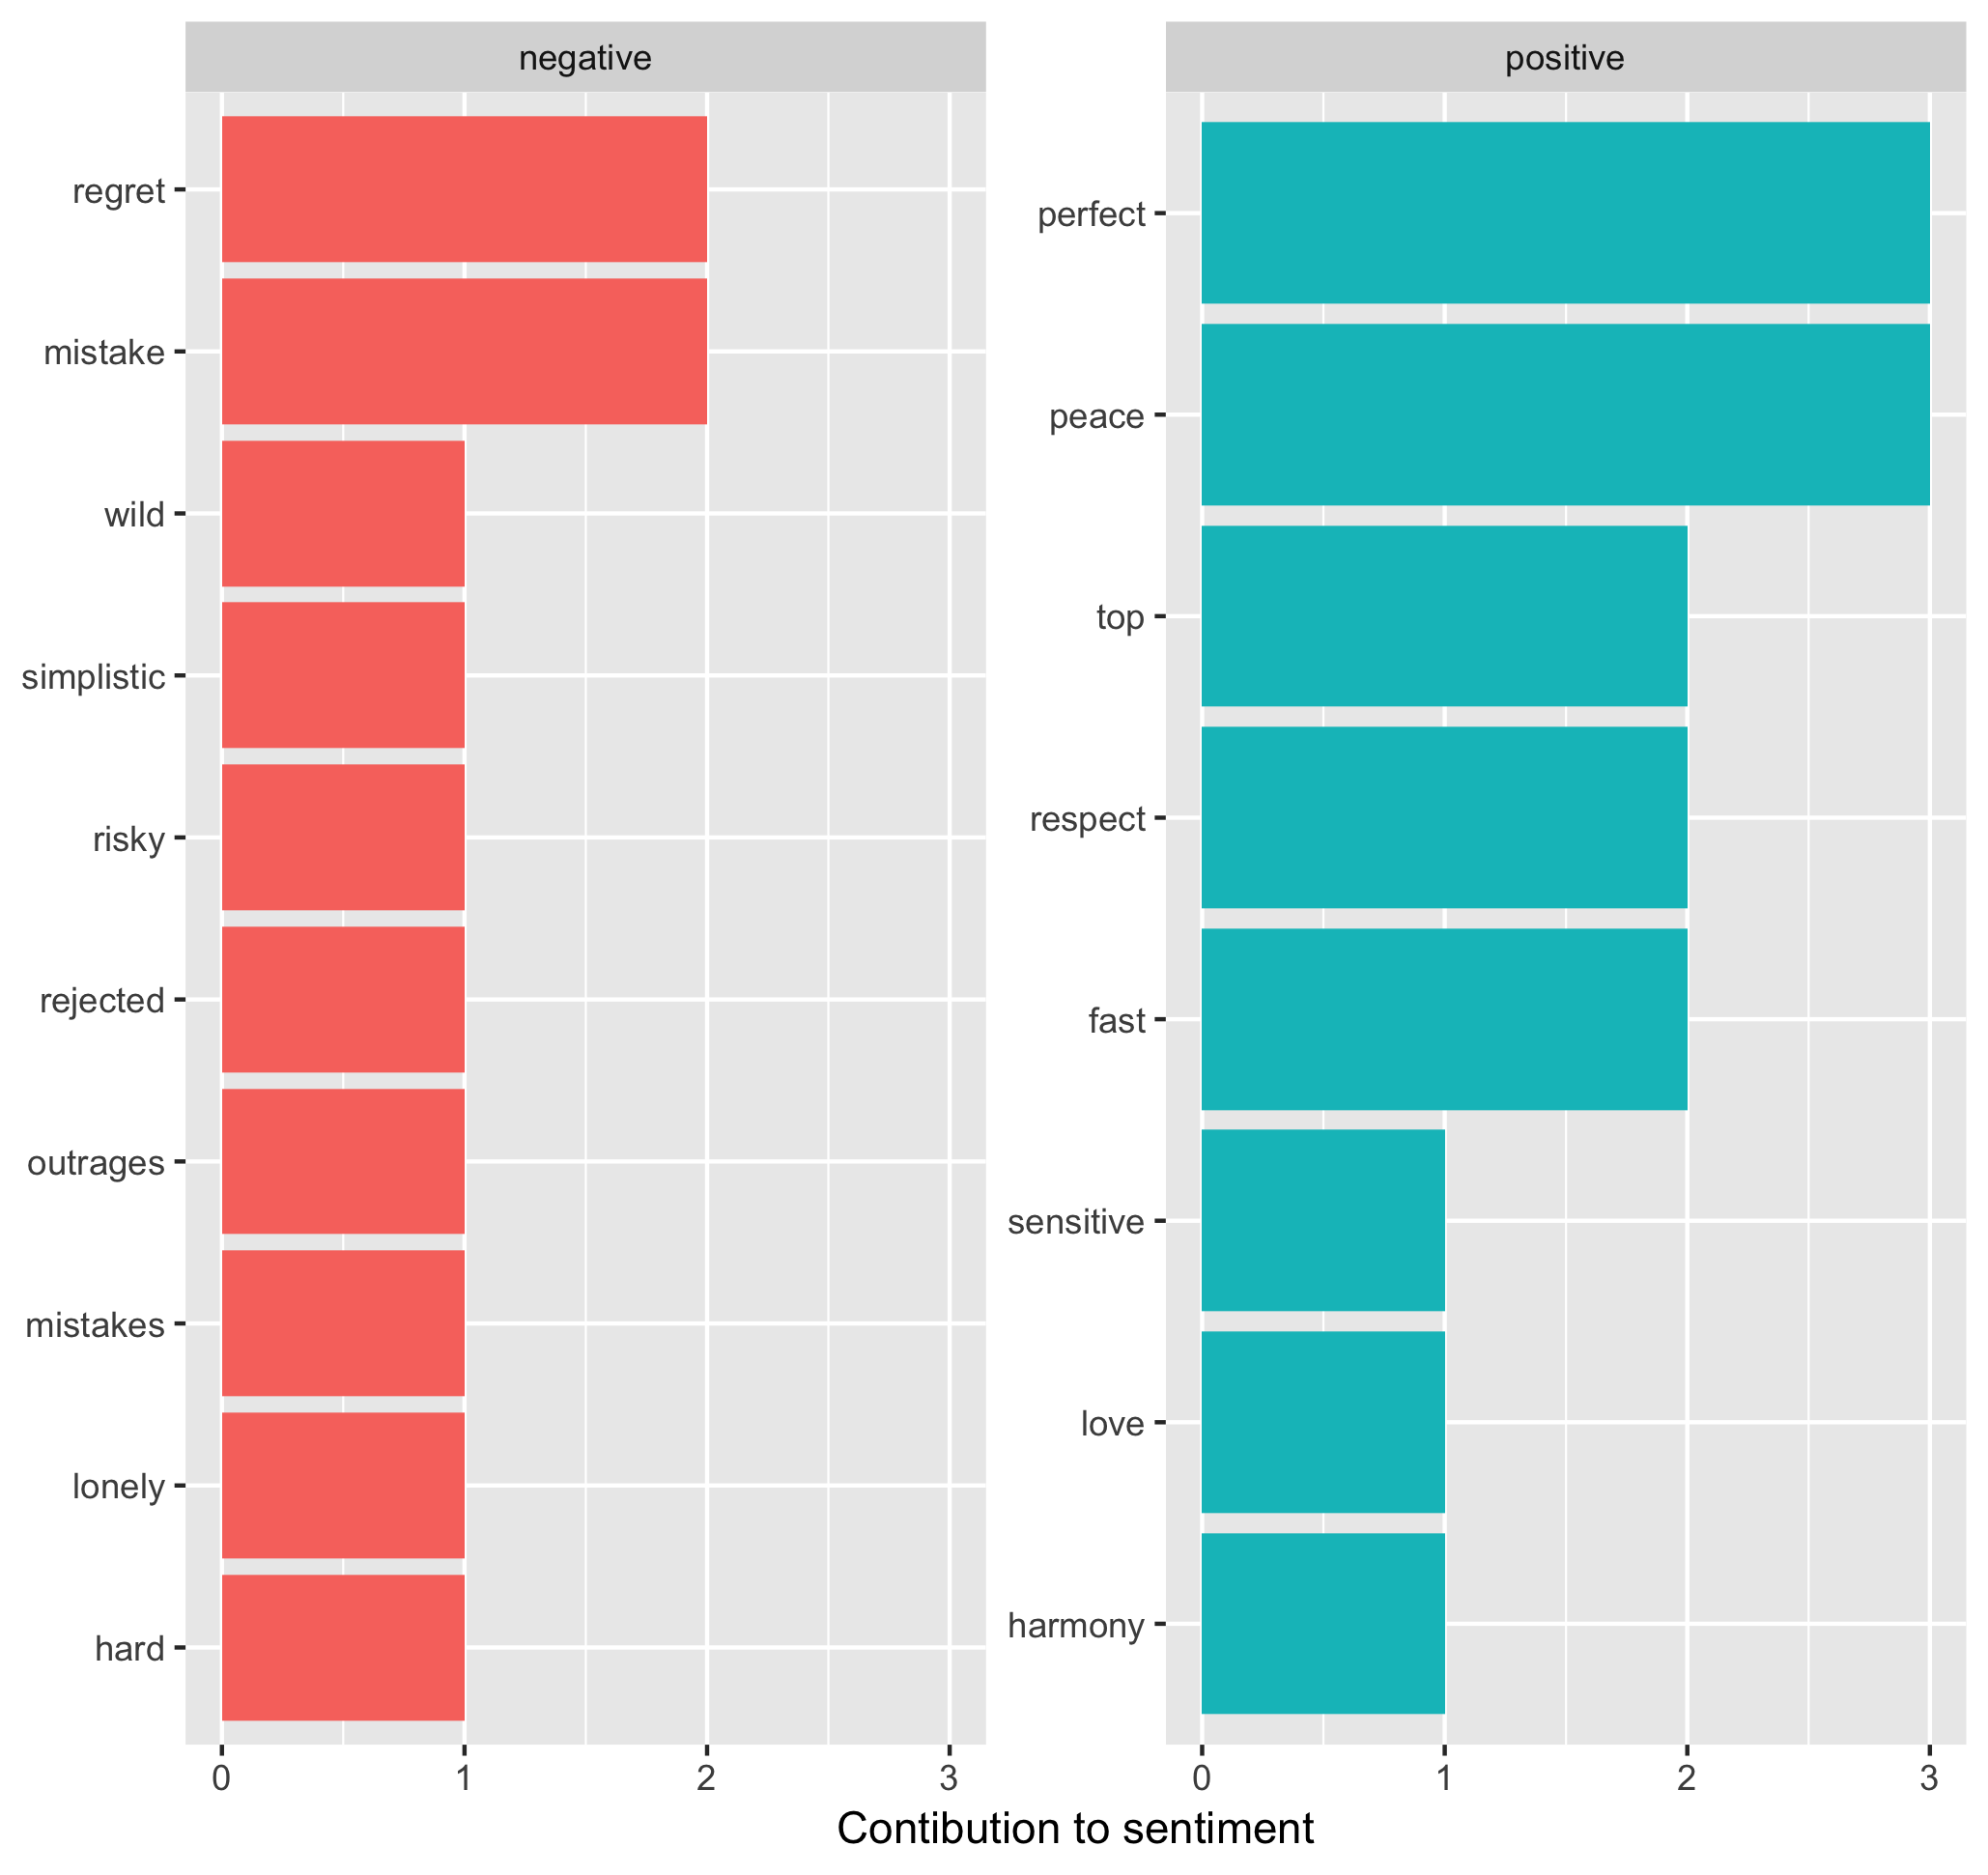 negative
regret
mistake
wild
simplistic
risky
rejected
outrages
mistakes
lonely
hard
0 1 2 3
positive
perfect
peace
top
respect
fast
sensitive
love
harmony
0 1 2 3
Contibution to sentiment